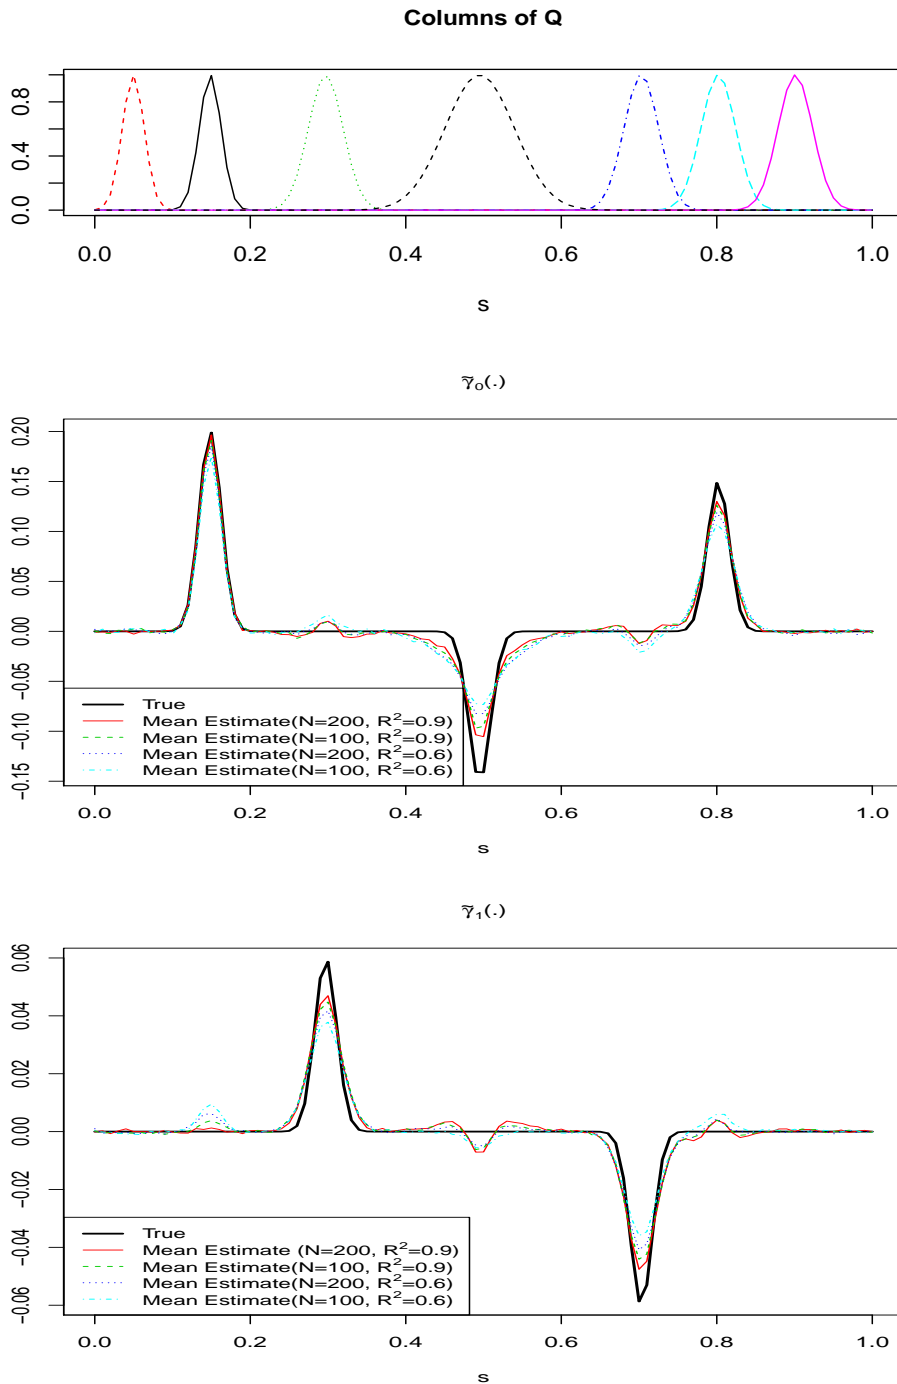 Columns of Q
0.0 0.4 0.8
0.0 0.2 0.4 0.6 0.8 1.0
s
γ̃₀(.)
−0.15 −0.10 −0.05 0.00 0.05 0.10 0.15 0.20
True
Mean Estimate(N=200, R²=0.9)
Mean Estimate(N=100, R²=0.9)
Mean Estimate(N=200, R²=0.6)
Mean Estimate(N=100, R²=0.6)
0.0 0.2 0.4 0.6 0.8 1.0
s
γ̃₁(.)
−0.06 −0.04 −0.02 0.00 0.02 0.04 0.06
True
Mean Estimate (N=200, R²=0.9)
Mean Estimate(N=100, R²=0.9)
Mean Estimate(N=200, R²=0.6)
Mean Estimate(N=100, R²=0.6)
0.0 0.2 0.4 0.6 0.8 1.0
s